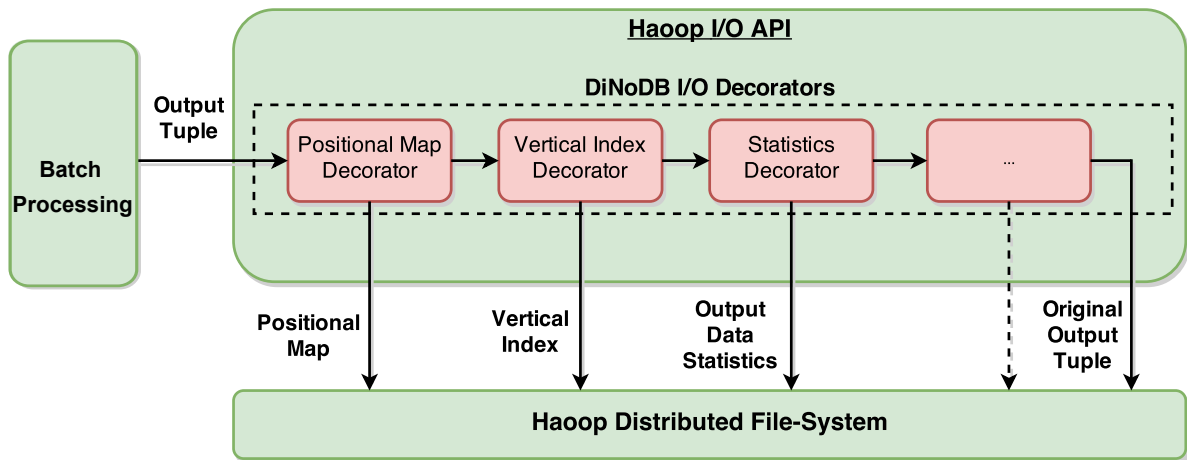 Haoop I/O API
DiNoDB I/O Decorators
Output
Tuple
Batch
Processing
Positional Map
Decorator
Vertical Index
Decorator
Statistics
Decorator
...
Positional
Map
Vertical
Index
Output
Data
Statistics
Original
Output
Tuple
Haoop Distributed File-System